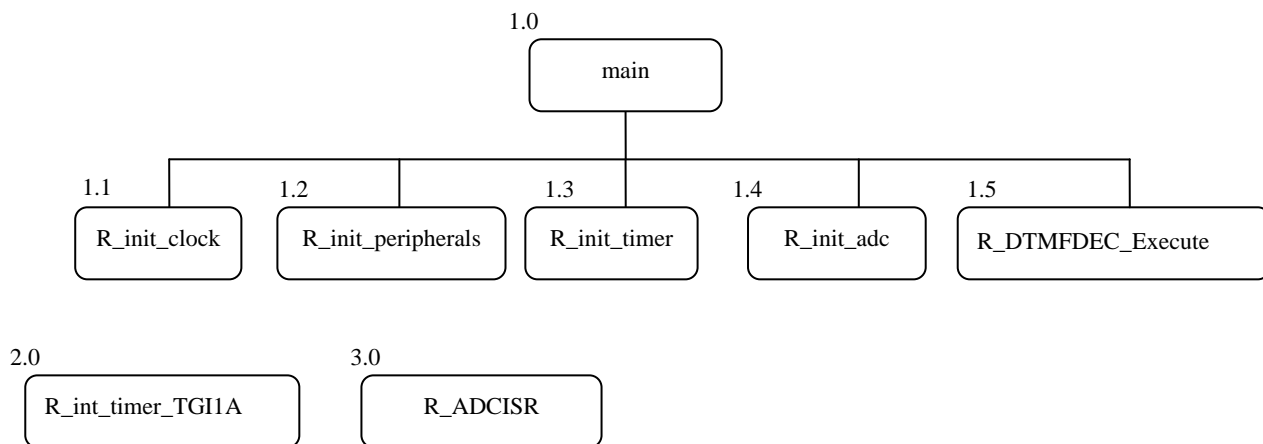 1.0
main
1.1
1.2
1.3
1.4
1.5
R_init_clock
R_init_peripherals
R_init_timer
R_init_adc
R_DTMFDEC_Execute
2.0
3.0
R_int_timer_TGI1A
R_ADCISR